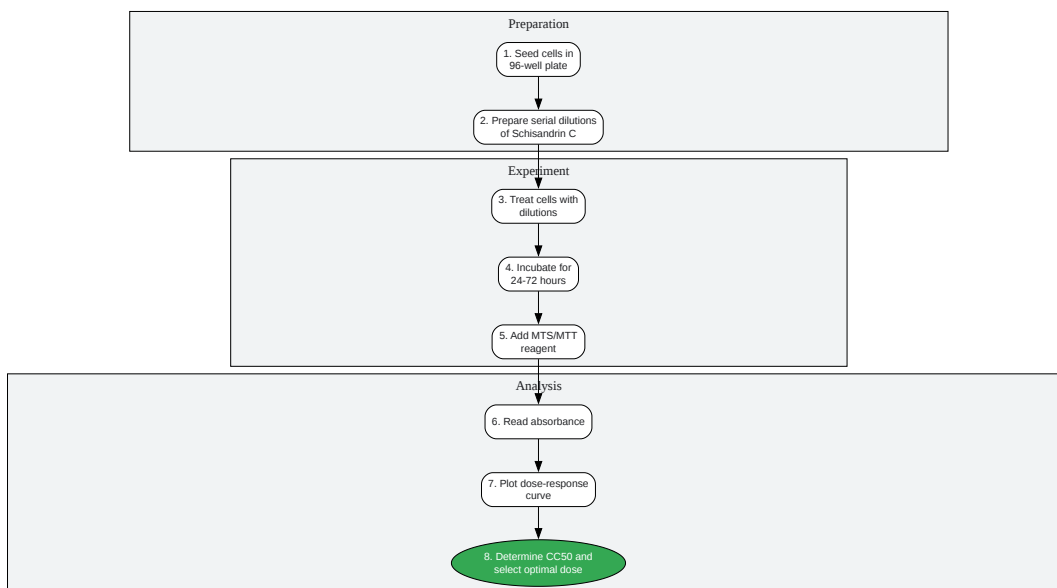 Preparation
1. Seed cells in
96-well plate
2. Prepare serial dilutions
of Schisandrin C
Experiment
3. Treat cells with
dilutions
4. Incubate for
24-72 hours
5. Add MTS/MTT
reagent
Analysis
6. Read absorbance
7. Plot dose-response
curve
8. Determine CC50 and
select optimal dose